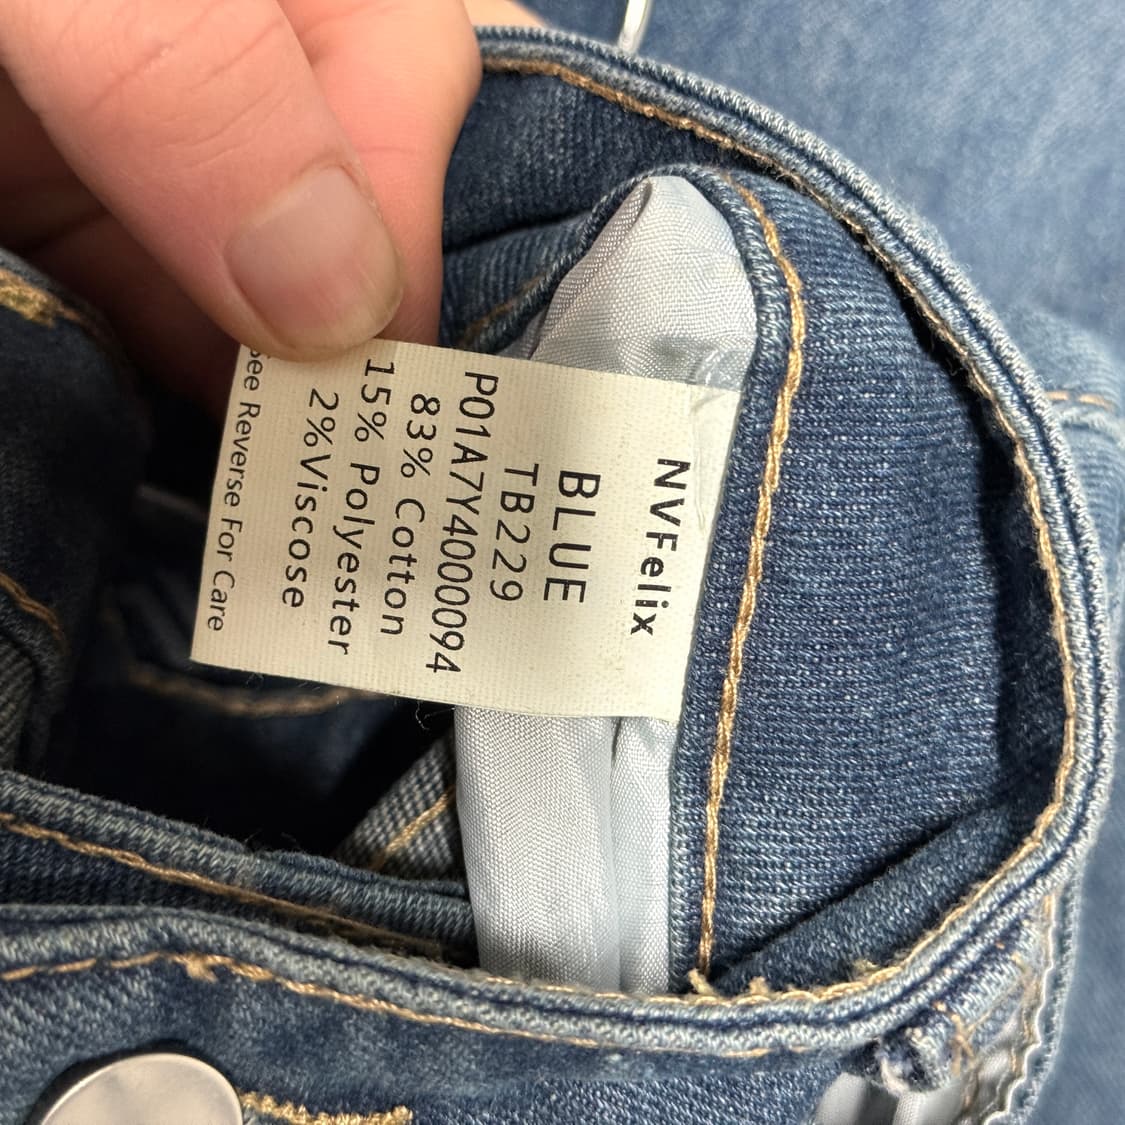 NVFelix
BLUE
TB229
P01A7Y4000094
83% Cotton
15% Polyester
2%Viscose
See Reverse For Care